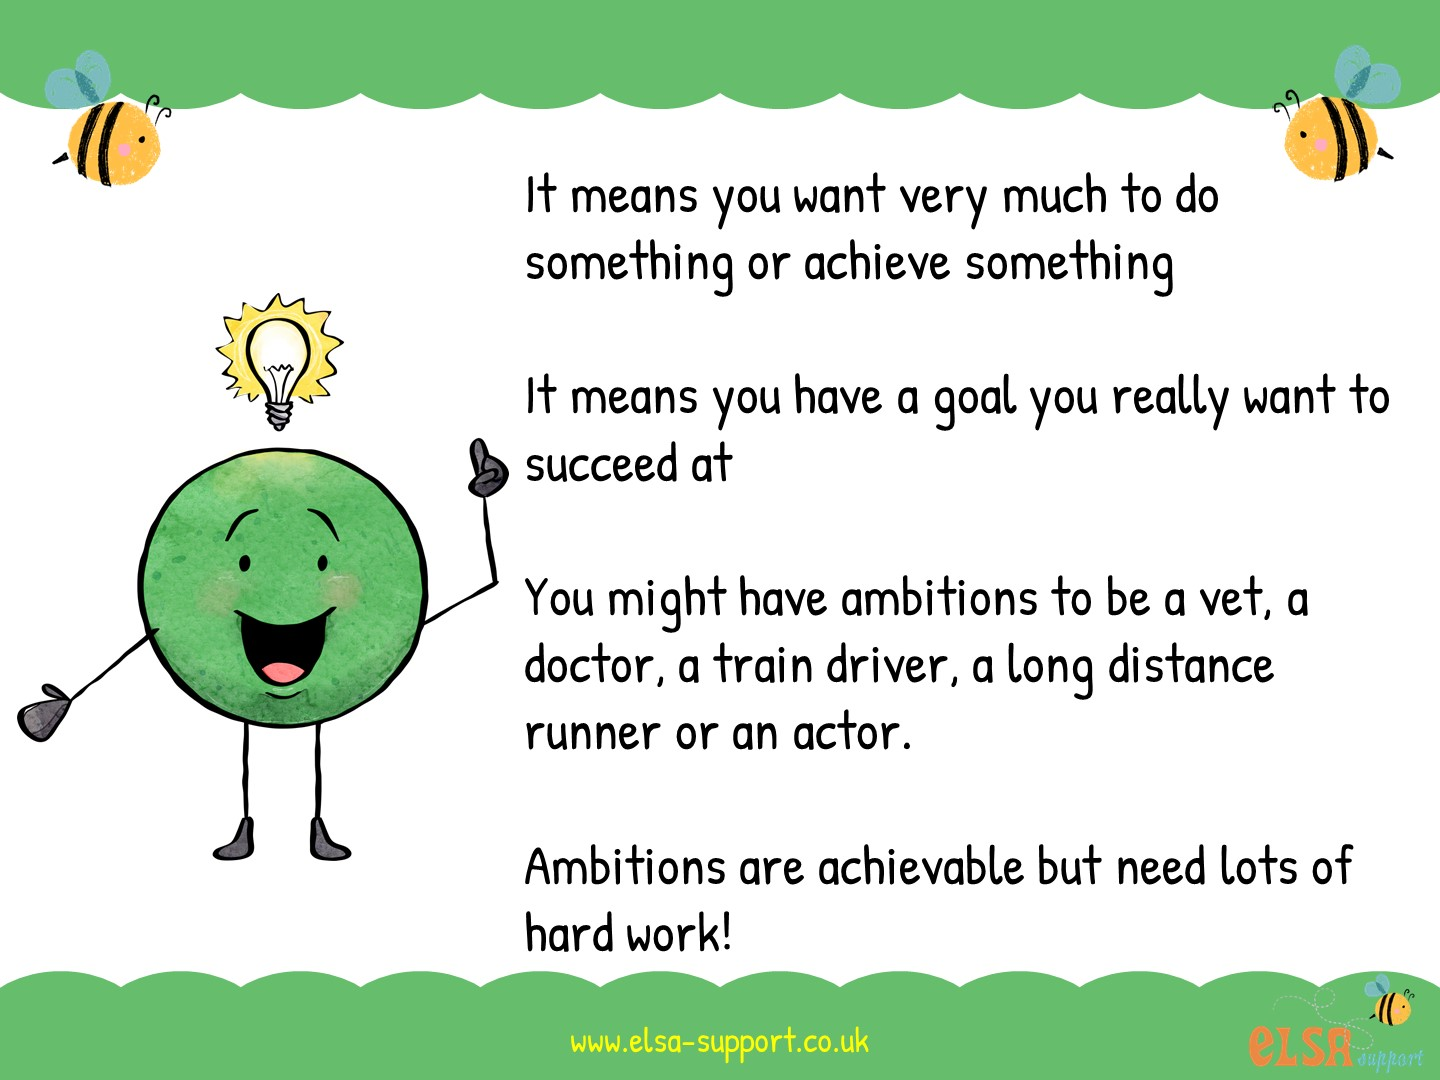 It means you want very much to do
something or achieve something
It means you have a goal you really want to
succeed at
You might have ambitions to be a vet, a
doctor, a train driver, a long distance
runner or an actor.
Ambitions are achievable but need lots of
hard work!
www.elsa-support.co.uk
ELSA support